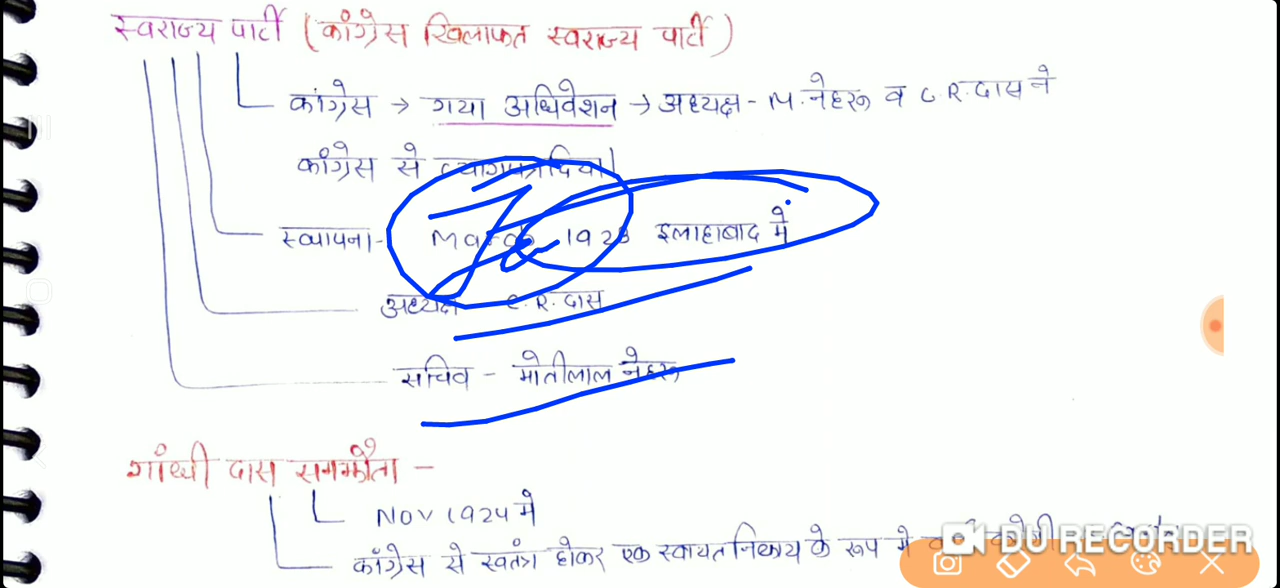 स्वराज्य पार्टी (कांग्रेस खिलाफत स्वराज्य पार्टी)
कांग्रेस → गया अधिवेशन → अध्यक्ष - M. नेहरू व C.R. दास ने
कांग्रेस से त्यागपत्र दिया।
स्थापना - March 1923 इलाहाबाद में
अध्यक्ष C.R. दास
सचिव - मोतीलाल नेहरू
गांधी दास समझौता -
NOV 1924 मे
कांग्रेस से स्वतंत्र होकर एक स्वायत निकाय के रूप मे
DU RECORDER